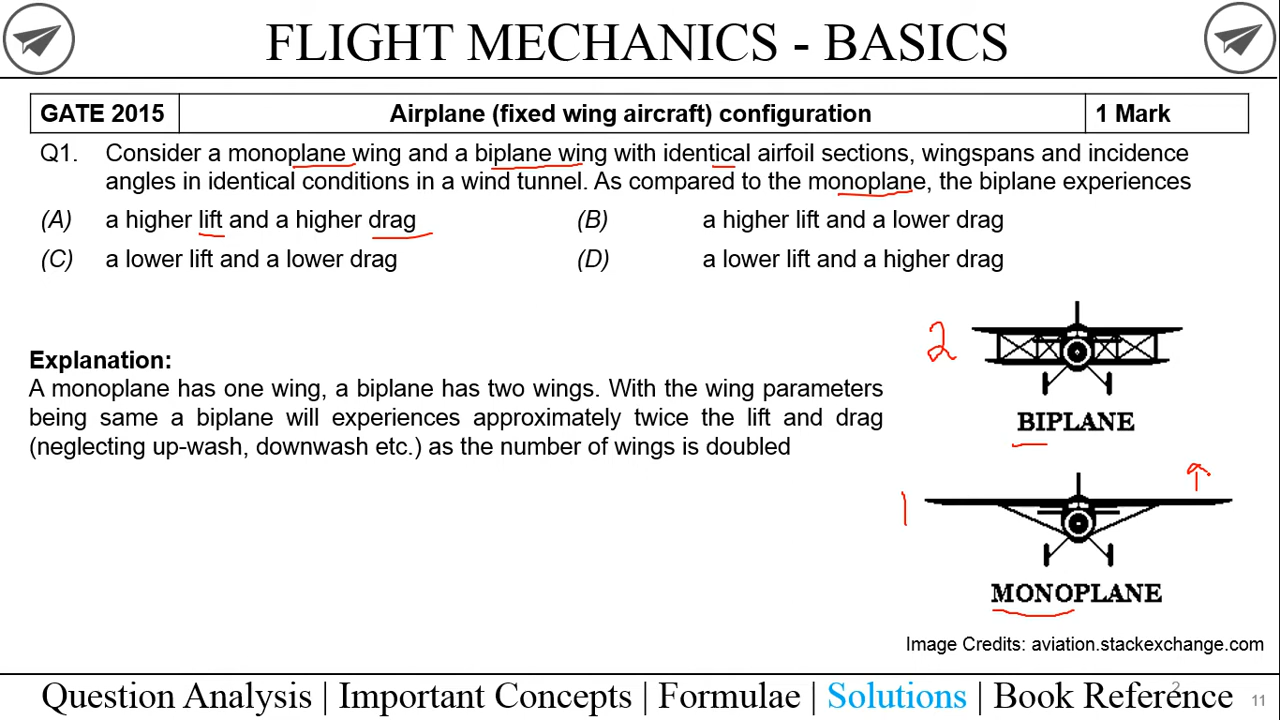 FLIGHT MECHANICS - BASICS
GATE 2015 Airplane (fixed wing aircraft) configuration 1 Mark
Q1. Consider a monoplane wing and a biplane wing with identical airfoil sections, wingspans and incidence
angles in identical conditions in a wind tunnel. As compared to the monoplane, the biplane experiences
(A) a higher lift and a higher drag (B) a higher lift and a lower drag
(C) a lower lift and a lower drag (D) a lower lift and a higher drag
2
BIPLANE
Explanation:
A monoplane has one wing, a biplane has two wings. With the wing parameters
being same a biplane will experiences approximately twice the lift and drag
(neglecting up-wash, downwash etc.) as the number of wings is doubled
1
MONOPLANE
Image Credits: aviation.stackexchange.com
Question Analysis | Important Concepts | Formulae | Solutions | Book Reference
2
11